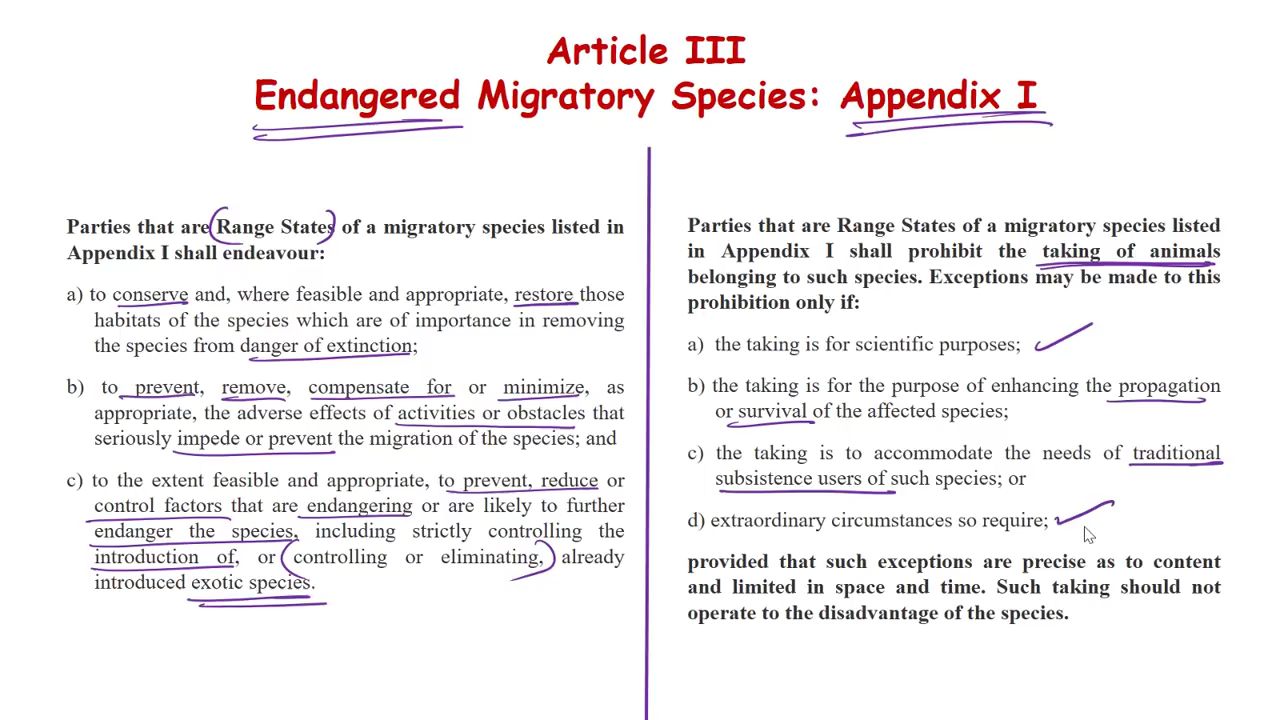 Article III
Endangered Migratory Species: Appendix I
Parties that are Range States of a migratory species listed in
Appendix I shall endeavour:
a) to conserve and, where feasible and appropriate, restore those
habitats of the species which are of importance in removing
the species from danger of extinction;
b) to prevent, remove, compensate for or minimize, as
appropriate, the adverse effects of activities or obstacles that
seriously impede or prevent the migration of the species; and
c) to the extent feasible and appropriate, to prevent, reduce or
control factors that are endangering or are likely to further
endanger the species, including strictly controlling the
introduction of, or controlling or eliminating, already
introduced exotic species.
Parties that are Range States of a migratory species listed
in Appendix I shall prohibit the taking of animals
belonging to such species. Exceptions may be made to this
prohibition only if:
a) the taking is for scientific purposes;
b) the taking is for the purpose of enhancing the propagation
or survival of the affected species;
c) the taking is to accommodate the needs of traditional
subsistence users of such species; or
d) extraordinary circumstances so require;
provided that such exceptions are precise as to content
and limited in space and time. Such taking should not
operate to the disadvantage of the species.